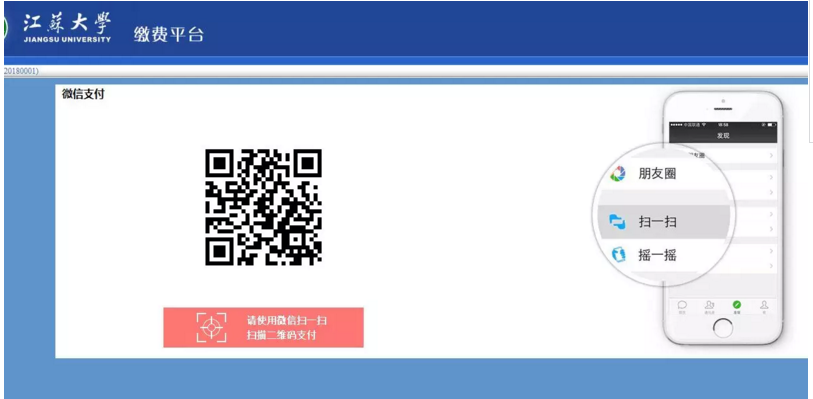 江苏大學
JIANGSU UNIVERSITY
缴费平台
20180001)
微信支付
请使用微信扫一扫
扫描二维码支付
发现
朋友圈
扫一扫
摇一摇